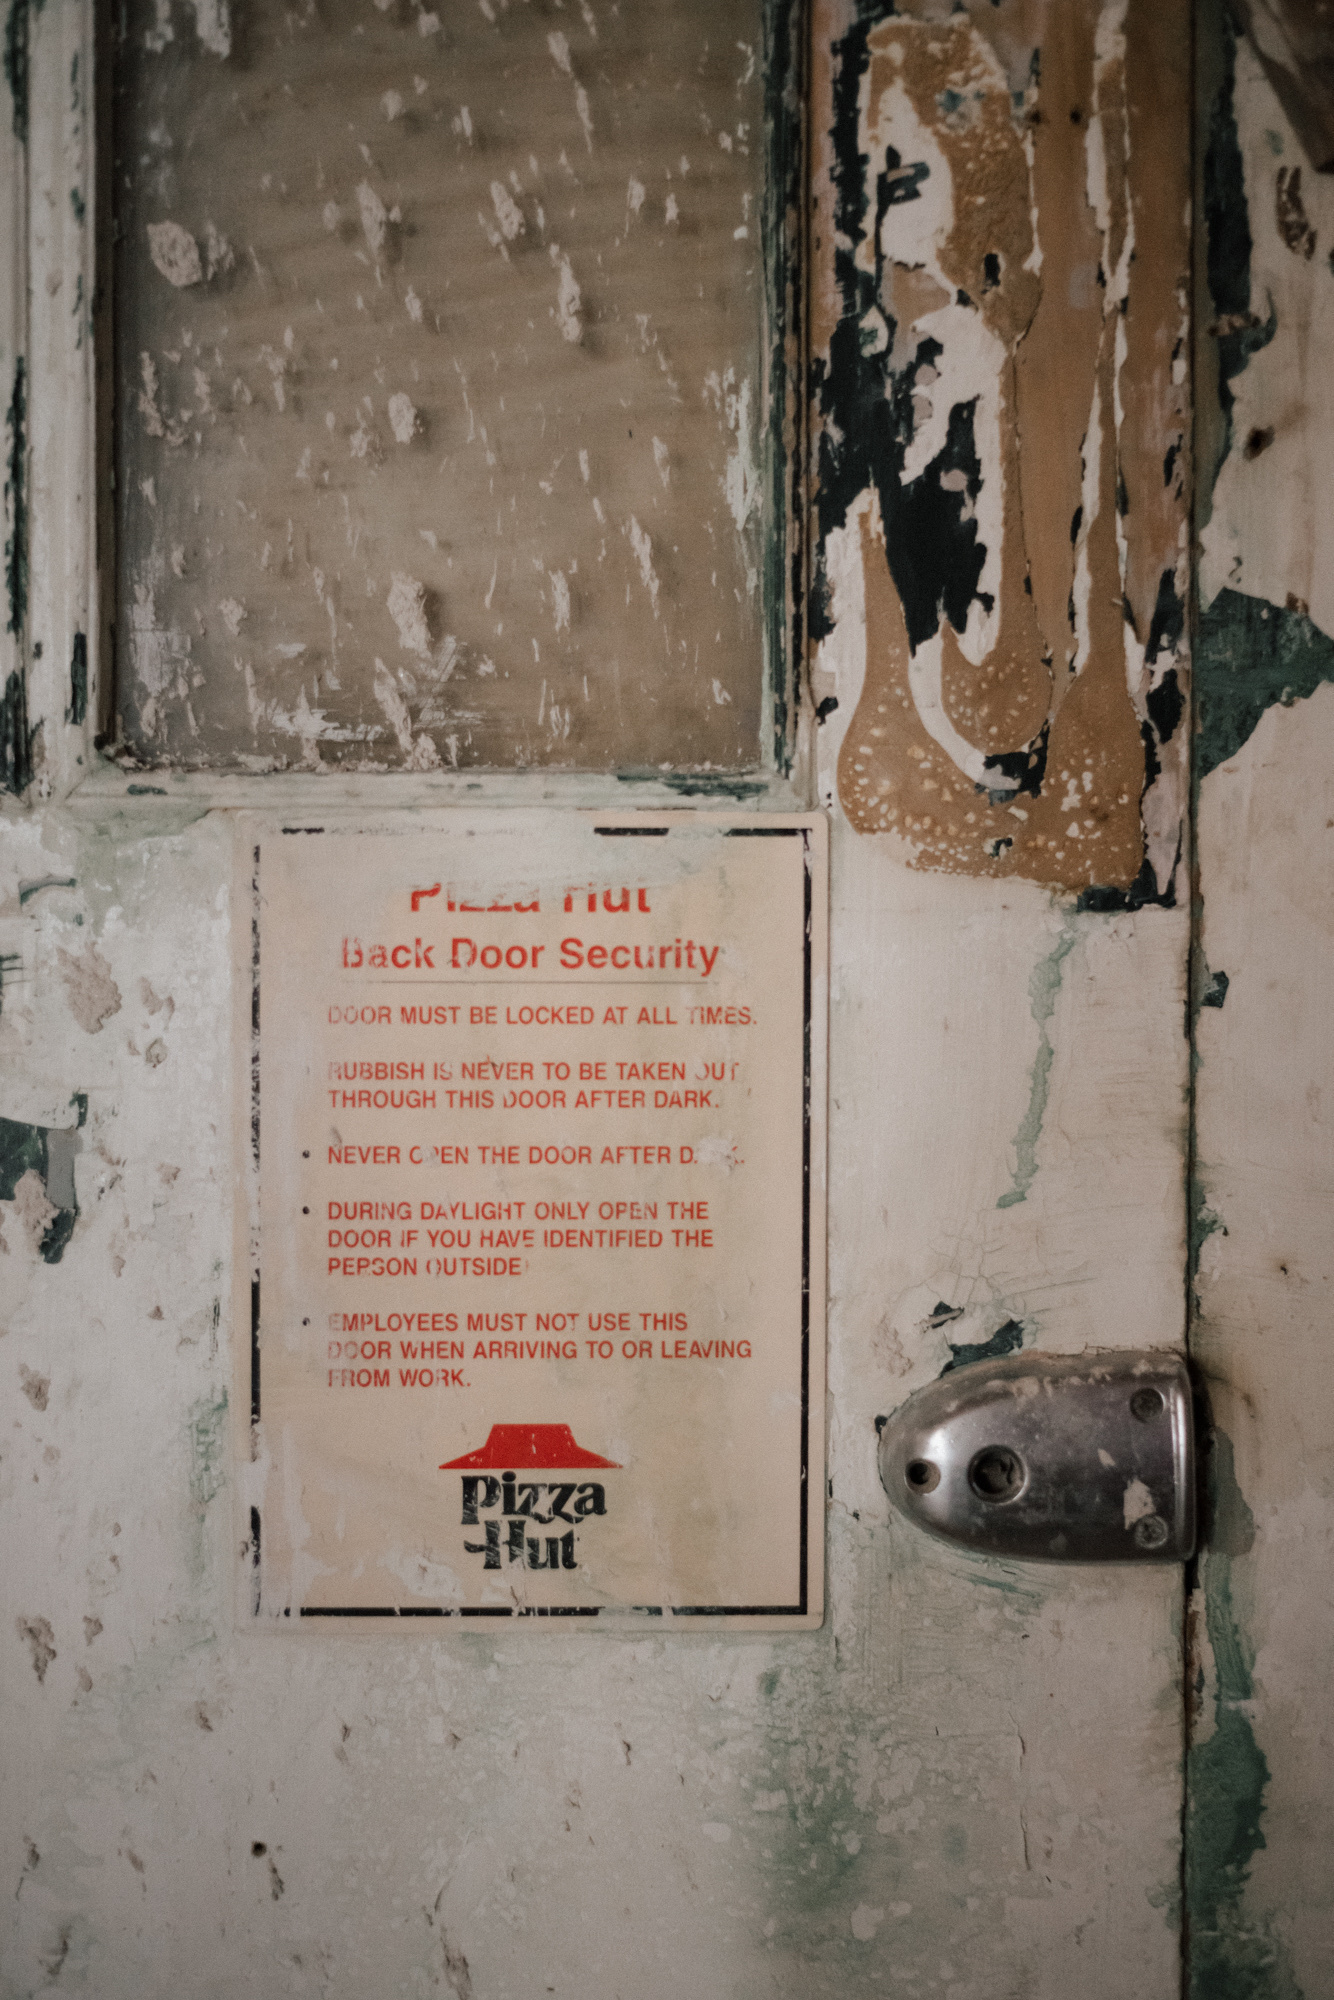 Pizza Hut
Back Door Security
DOOR MUST BE LOCKED AT ALL TIMES.
RUBBISH IS NEVER TO BE TAKEN OUT
THROUGH THIS DOOR AFTER DARK.
• NEVER OPEN THE DOOR AFTER DARK.
• DURING DAYLIGHT ONLY OPEN THE
DOOR IF YOU HAVE IDENTIFIED THE
PERSON OUTSIDE
• EMPLOYEES MUST NOT USE THIS
DOOR WHEN ARRIVING TO OR LEAVING
FROM WORK.
Pizza
Hut